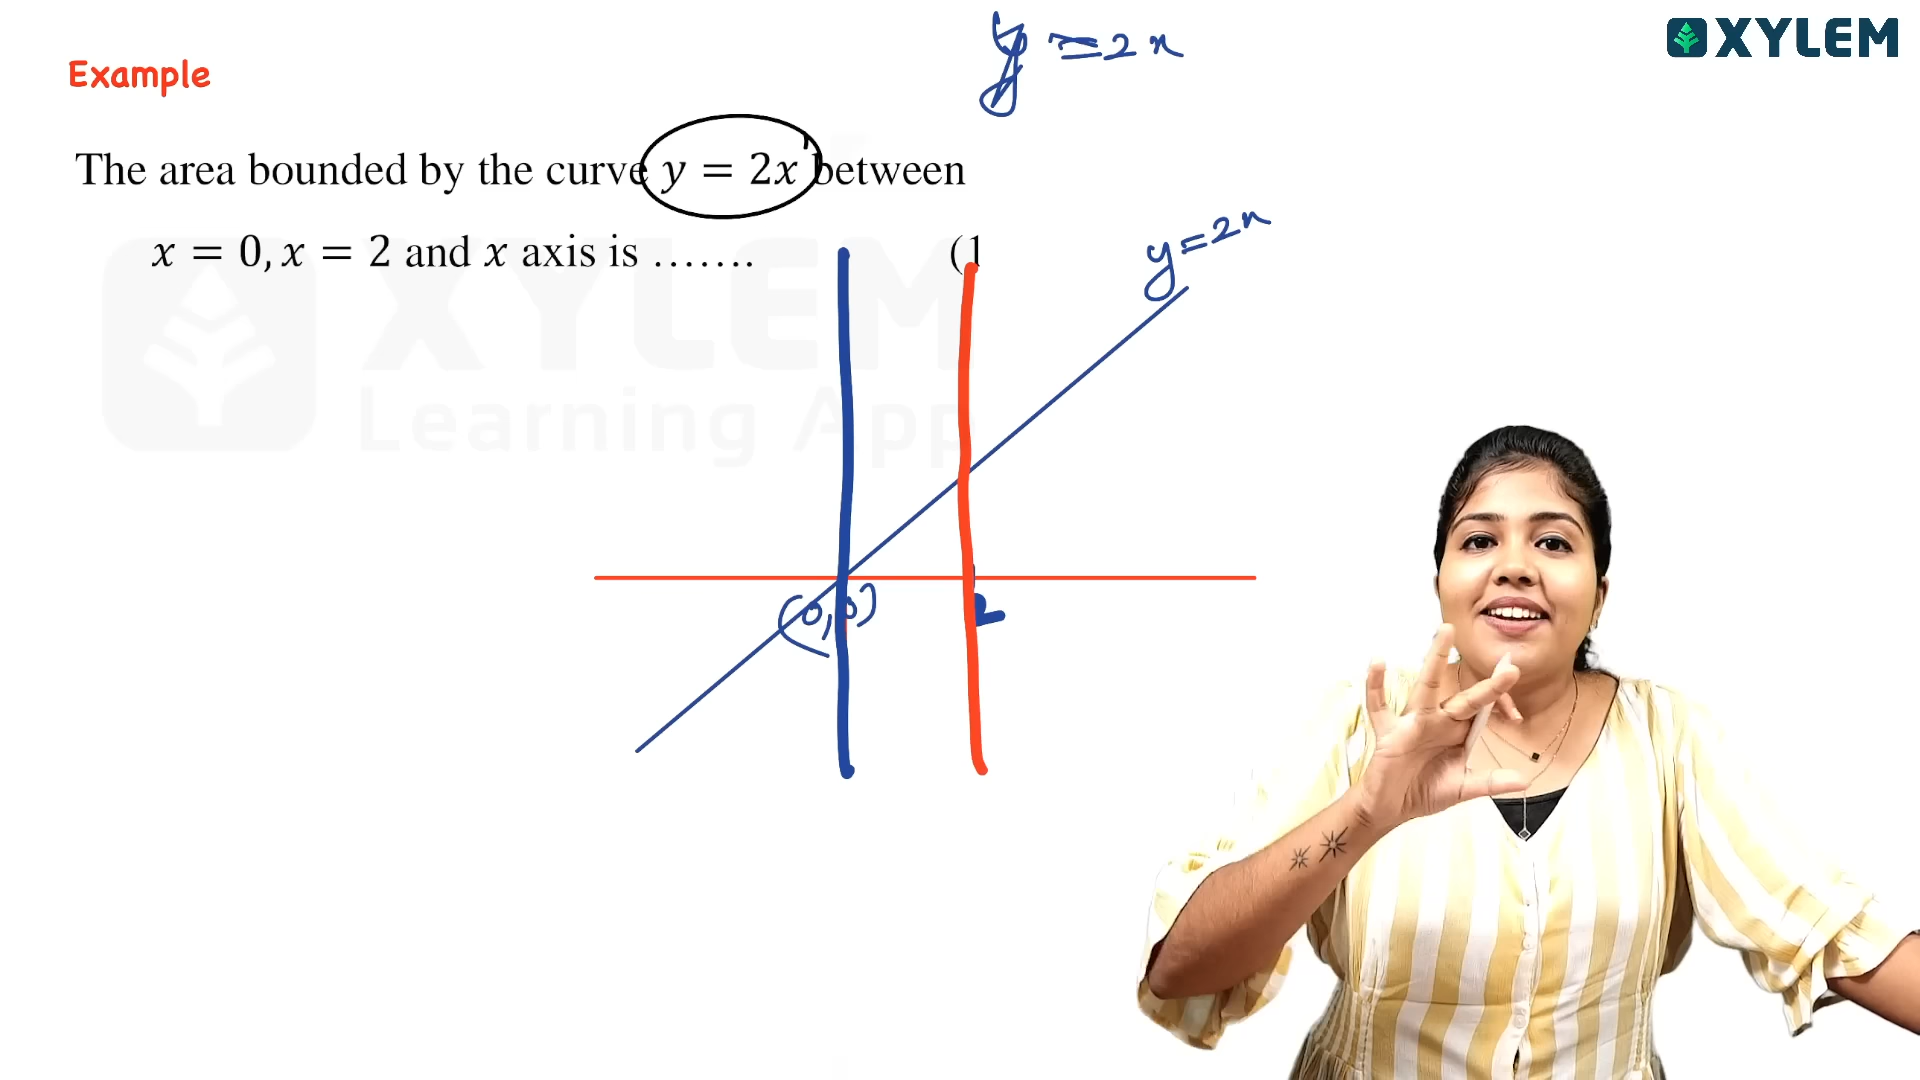 XYLEM
Example
y = 2x
The area bounded by the curve y = 2x between
x = 0, x = 2 and x axis is ....... (1
y = 2x
XYLEM
Learning App
(0,0)
2